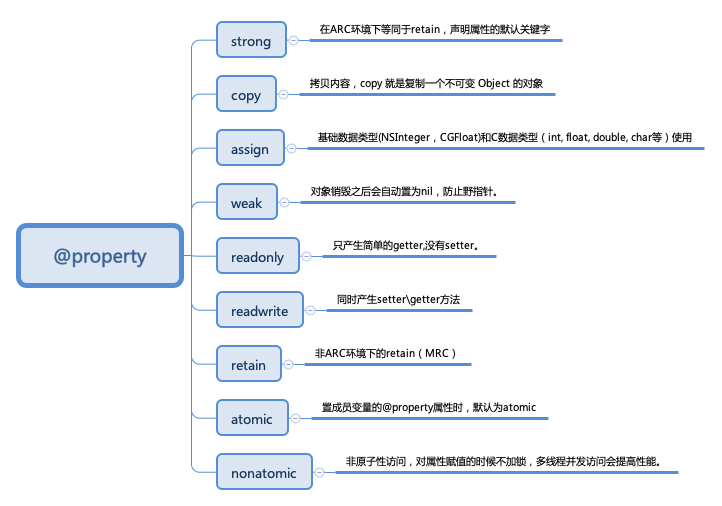 strong
在ARC环境下等同于retain，声明属性的默认关键字
copy
拷贝内容，copy 就是复制一个不可变 Object 的对象
assign
基础数据类型(NSInteger，CGFloat)和C数据类型（int, float, double, char等）使用
weak
对象销毁之后会自动置为nil，防止野指针。
@property
readonly
只产生简单的getter,没有setter。
readwrite
同时产生setter\getter方法
retain
非ARC环境下的retain（MRC）
atomic
置成员变量的@property属性时，默认为atomic
nonatomic
非原子性访问，对属性赋值的时候不加锁，多线程并发访问会提高性能。